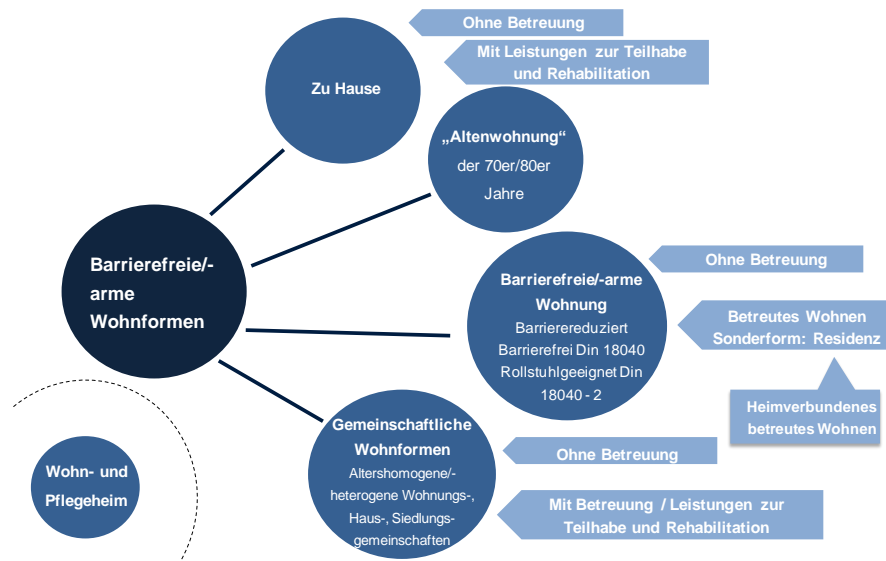 Ohne Betreuung
Mit Leistungen zur Teilhabe
und Rehabilitation
Zu Hause
„Altenwohnung“
der 70er/80er
Jahre
Barrierefreie/-
arme
Wohnformen
Ohne Betreuung
Barrierefreie/-arme
Wohnung
Barrierereduziert
Barrierefrei Din 18040
Rollstuhlgeeignet Din
18040 - 2
Betreutes Wohnen
Sonderform: Residenz
Heimverbundenes
betreutes Wohnen
Gemeinschaftliche
Wohnformen
Altershomogene/-
heterogene Wohnungs-,
Haus-, Siedlungs-
gemeinschaften
Ohne Betreuung
Mit Betreuung / Leistungen zur
Teilhabe und Rehabilitation
Wohn- und
Pflegeheim